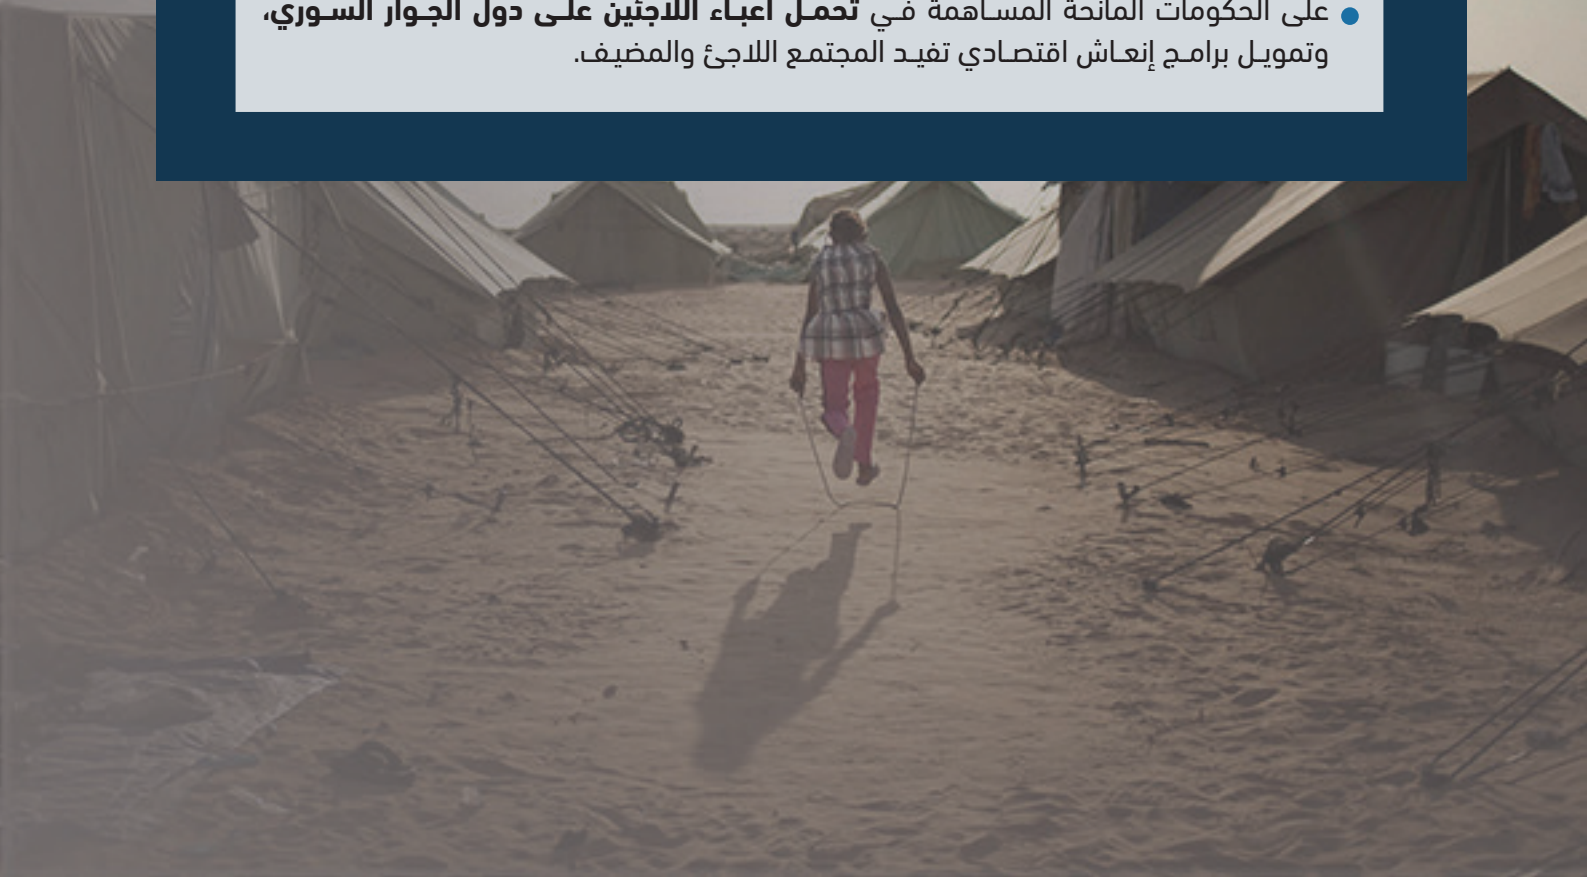 على الحكومات المانحة المساهمة في تحمل أعباء اللاجئين على دول الجوار السوري،
وتمويل برامج إنعاش اقتصادي تفيد المجتمع اللاجئ والمضيف.